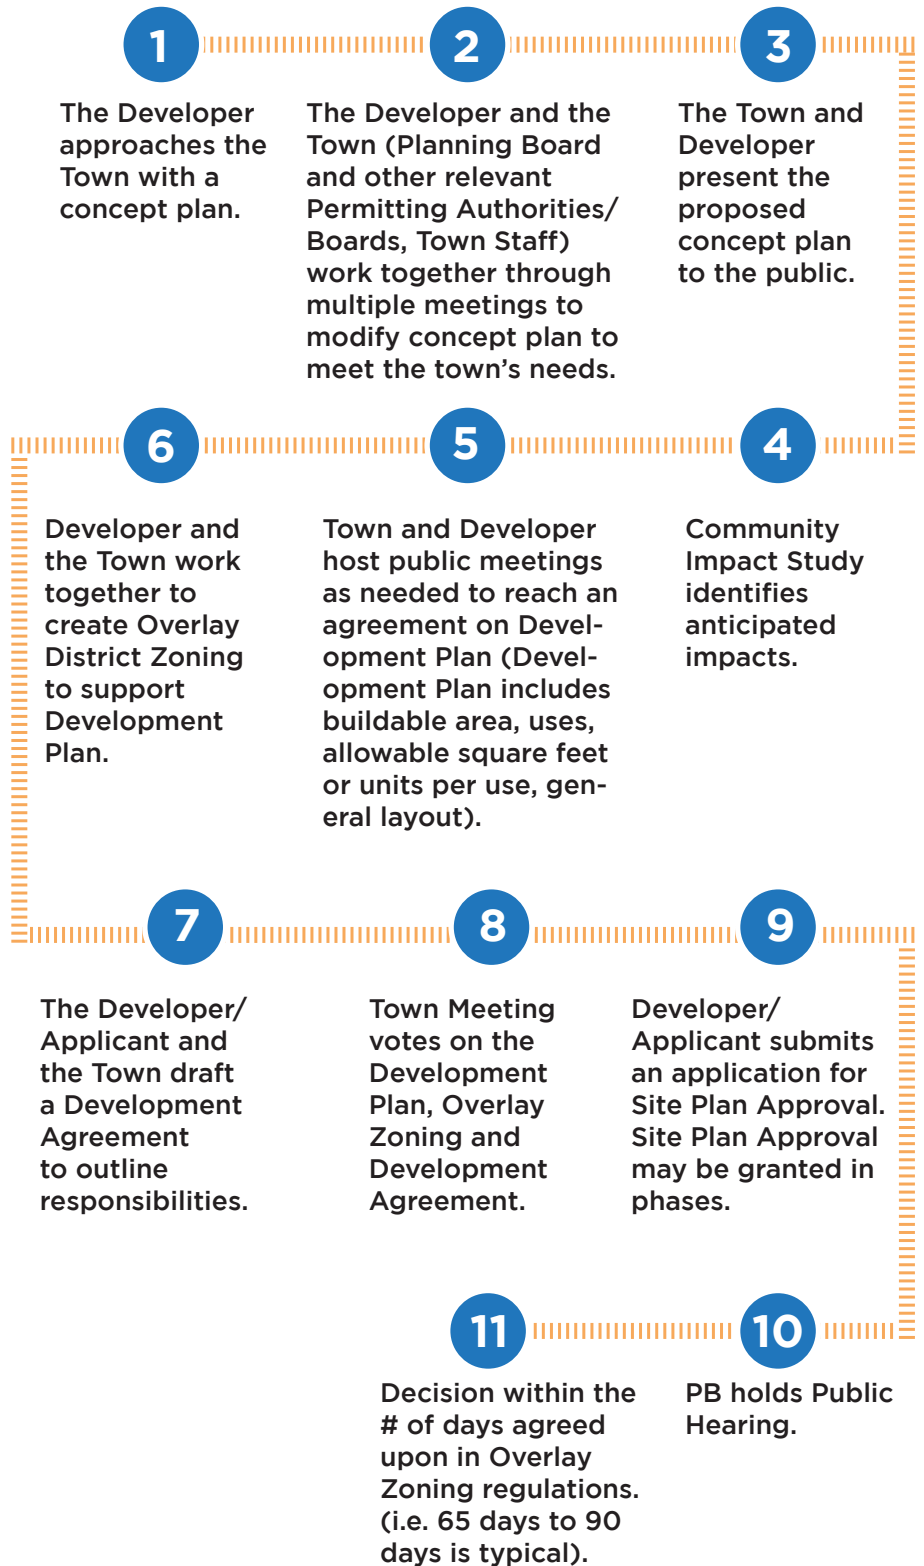 1
The Developer
approaches the
Town with a
concept plan.
2
The Developer and the
Town (Planning Board
and other relevant
Permitting Authorities/
Boards, Town Staff)
work together through
multiple meetings to
modify concept plan to
meet the town's needs.
3
The Town and
Developer
present the
proposed
concept plan
to the public.
4
Community
Impact Study
identifies
anticipated
impacts.
5
Town and Developer
host public meetings
as needed to reach an
agreement on Devel-
opment Plan (Devel-
opment Plan includes
buildable area, uses,
allowable square feet
or units per use, gen-
eral layout).
6
Developer and
the Town work
together to
create Overlay
District Zoning
to support
Development
Plan.
7
The Developer/
Applicant and
the Town draft
a Development
Agreement
to outline
responsibilities.
8
Town Meeting
votes on the
Development
Plan, Overlay
Zoning and
Development
Agreement.
9
Developer/
Applicant submits
an application for
Site Plan Approval.
Site Plan Approval
may be granted in
phases.
10
PB holds Public
Hearing.
11
Decision within the
# of days agreed
upon in Overlay
Zoning regulations.
(i.e. 65 days to 90
days is typical).